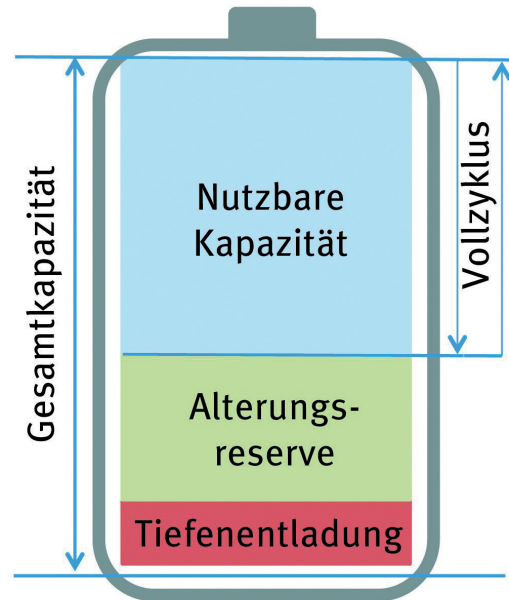 Gesamtkapazität
Nutzbare
Kapazität
Vollzyklus
Alterungs-
reserve
Tiefenentladung